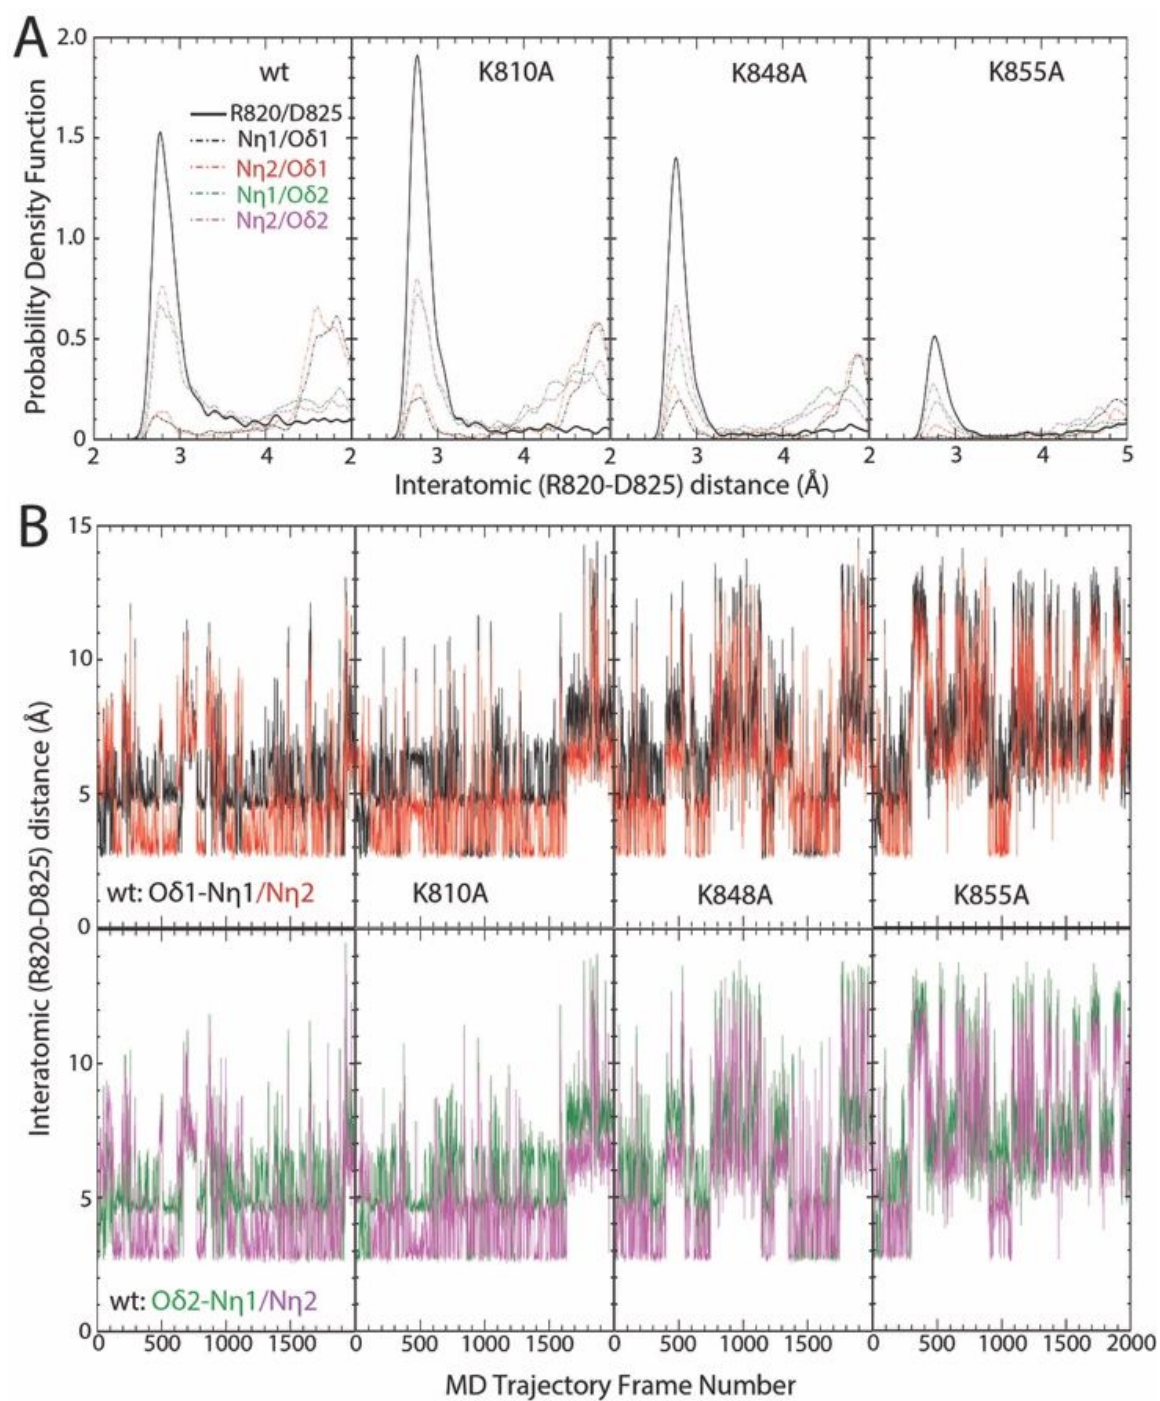 A
2.0
1.5
1.0
0.5
0
Probability Density Function
wt
K810A
K848A
K855A
R820/D825
Nη1/Oδ1
Nη2/Oδ1
Nη1/Oδ2
Nη2/Oδ2
2 3 4 2 3 4 2 3 4 2 3 4 5
Interatomic (R820-D825) distance (Å)
B
15
10
5
0
wt: Oδ1-Nη1/Nη2
K810A
K848A
K855A
Interatomic (R820-D825) distance (Å)
10
5
0
wt: Oδ2-Nη1/Nη2
0 500 1000 1500 0 500 1000 1500 0 500 1000 1500 0 500 1000 1500 2000
MD Trajectory Frame Number